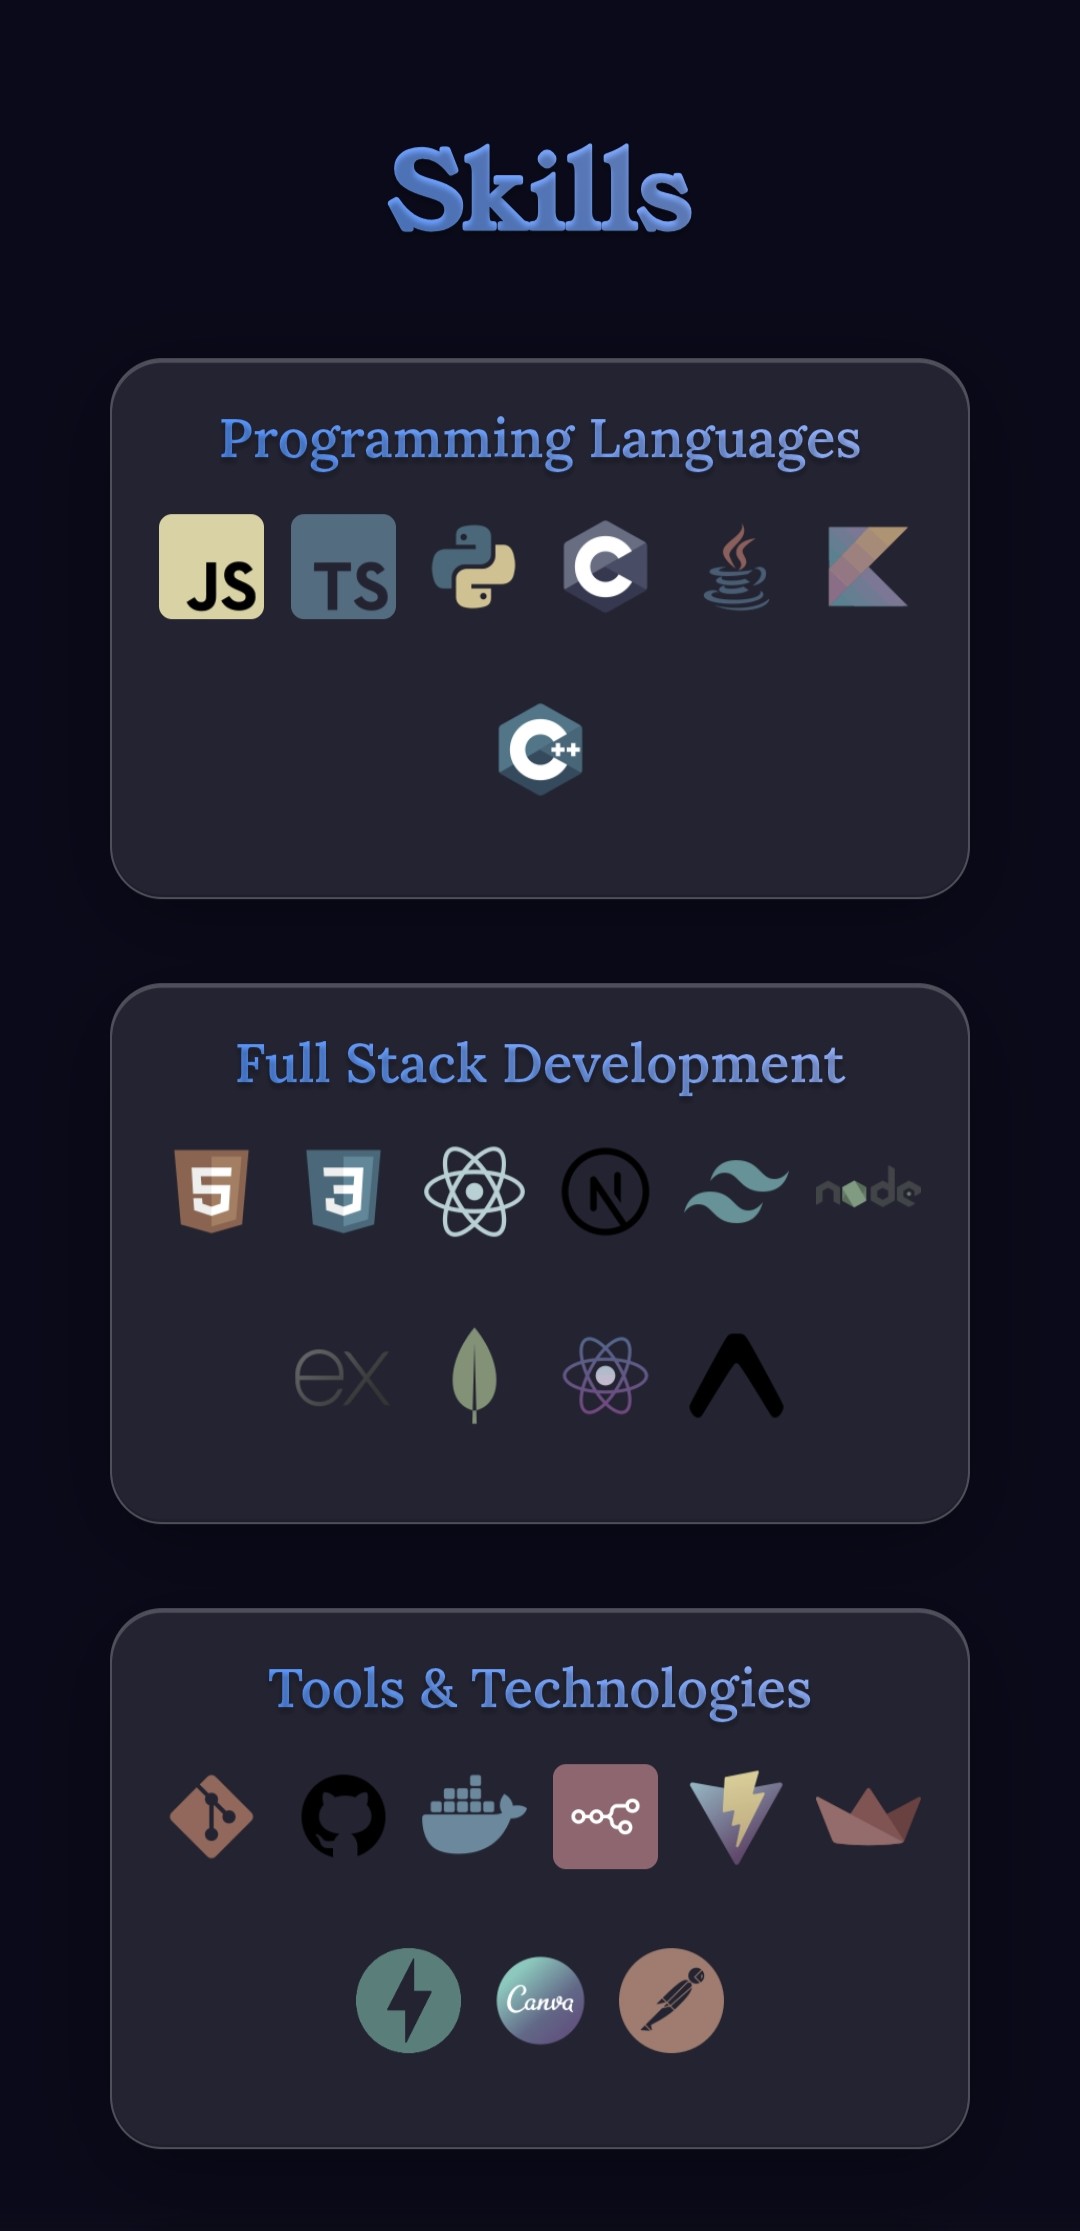 Skills
Programming Languages
JS TS C
C++
Full Stack Development
5 3 N node
ex
Tools & Technologies
Canva